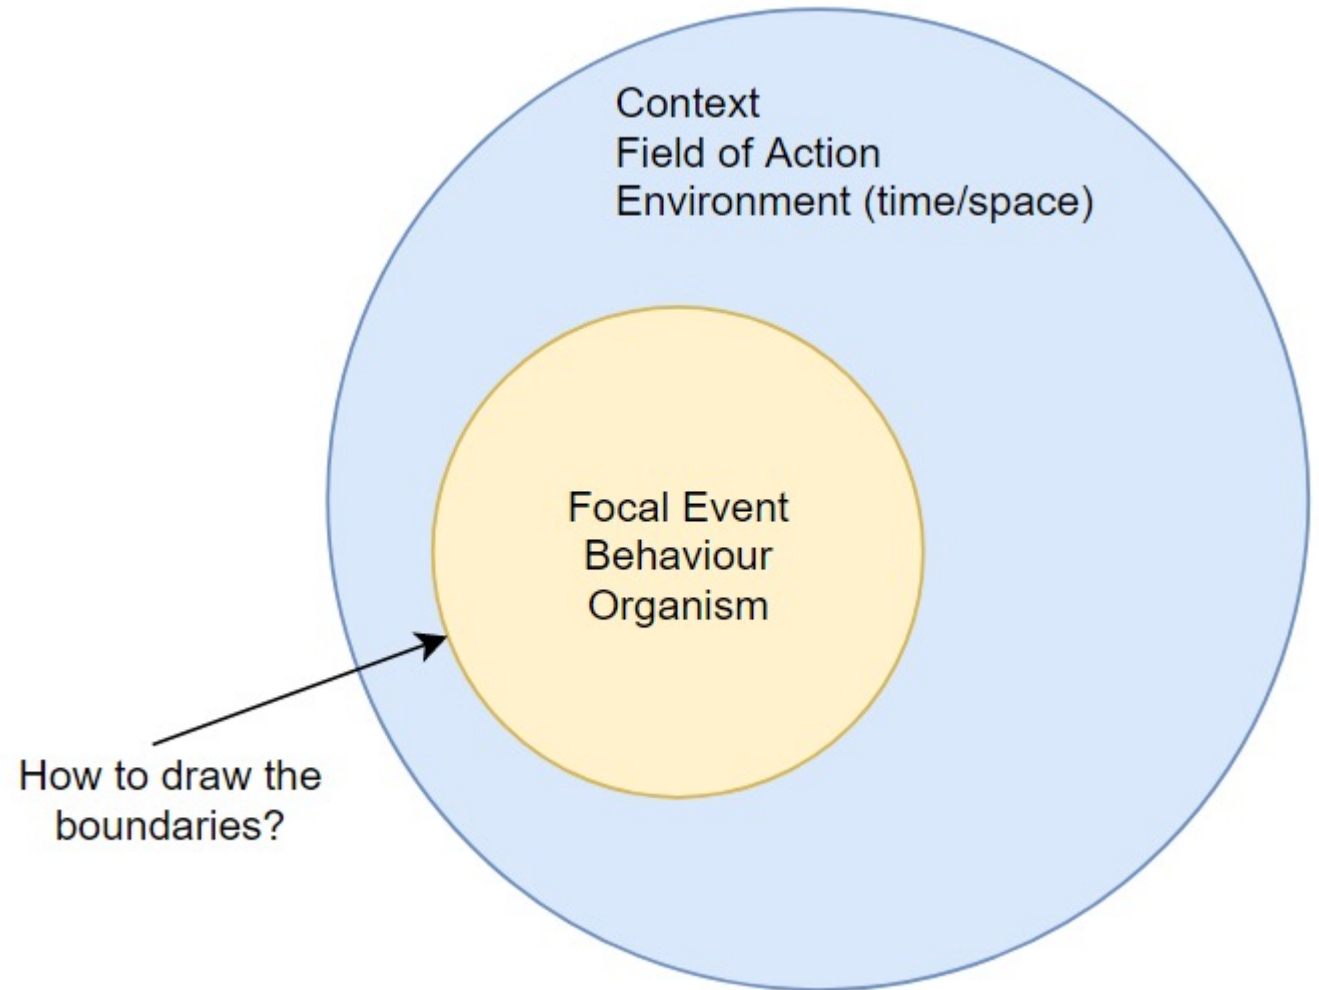 Context
Field of Action
Environment (time/space)
Focal Event
Behaviour
Organism
How to draw the
boundaries?